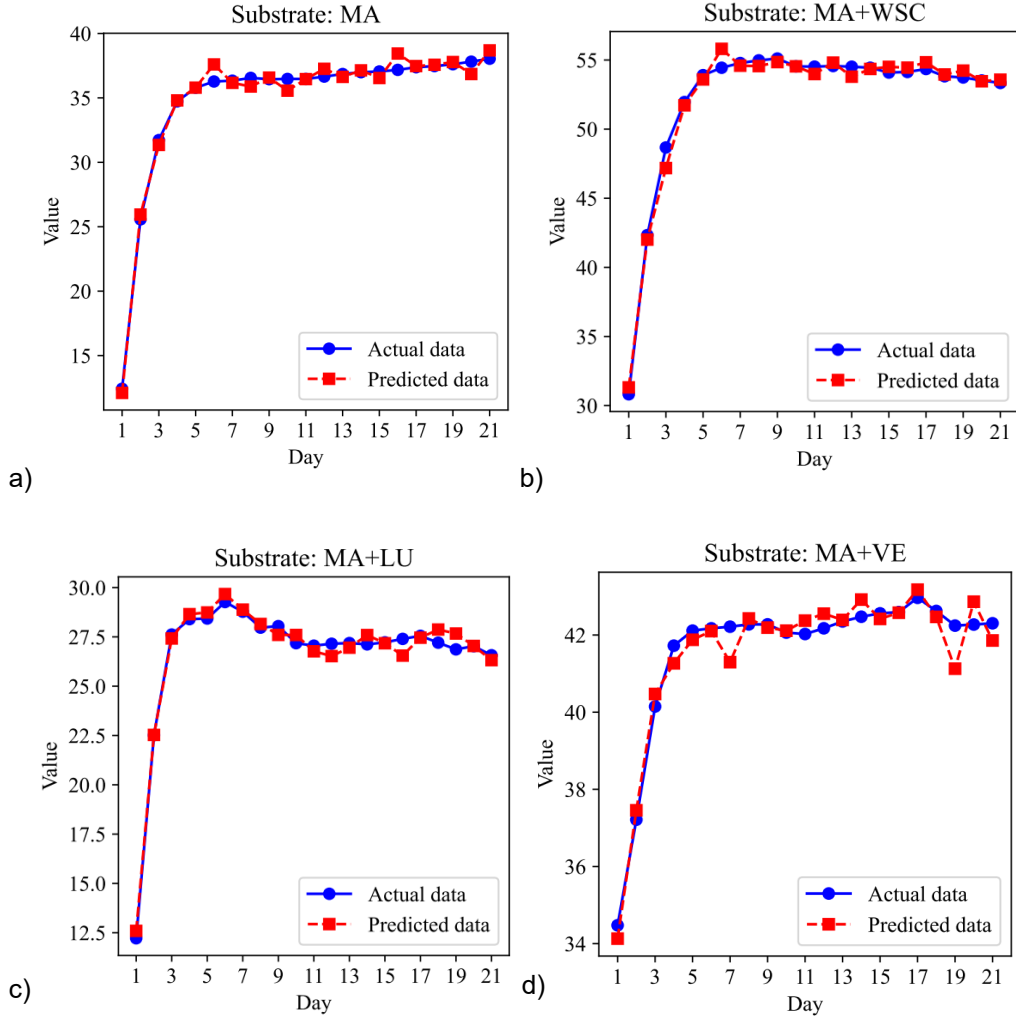 Substrate: MA
40
35
30
25
20
15
Value
Actual data
Predicted data
1 3 5 7 9 11 13 15 17 19 21
Day
a)
Substrate: MA+WSC
55
50
45
40
35
30
Value
Actual data
Predicted data
1 3 5 7 9 11 13 15 17 19 21
Day
b)
Substrate: MA+LU
30.0
27.5
25.0
22.5
20.0
17.5
15.0
12.5
Value
Actual data
Predicted data
1 3 5 7 9 11 13 15 17 19 21
Day
c)
Substrate: MA+VE
42
40
38
36
34
Value
Actual data
Predicted data
1 3 5 7 9 11 13 15 17 19 21
Day
d)